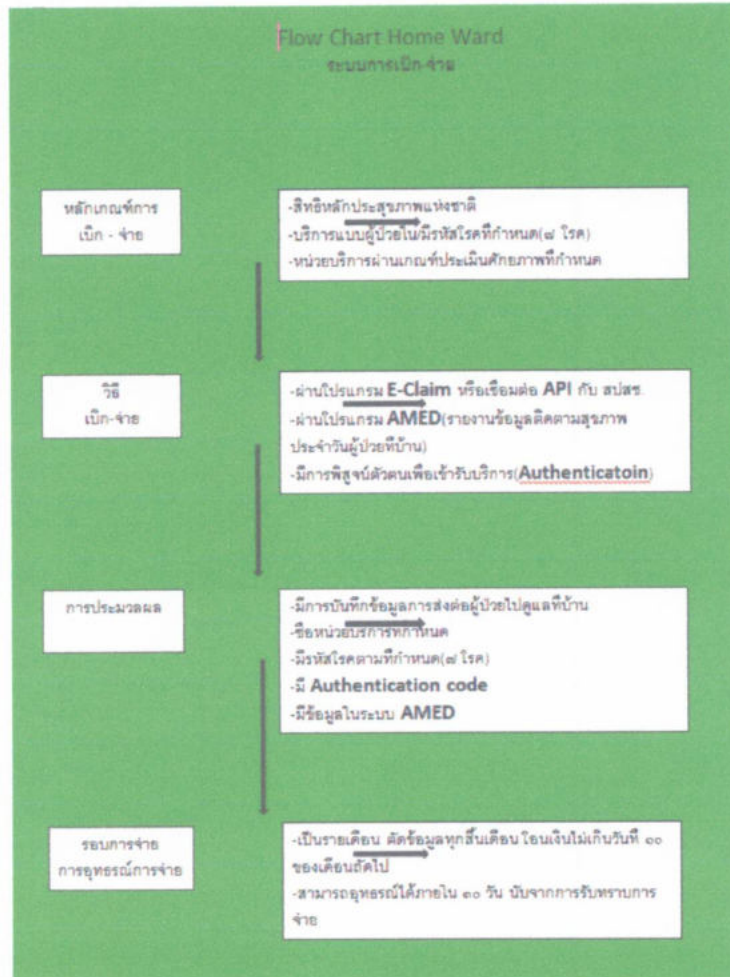 Flow Chart Home Ward
ระบบการเบิก-จ่าย
หลักเกณฑ์การ
เบิก - จ่าย
-สิทธิหลักประสุขภาพแห่งชาติ
-บริการแบบผู้ป่วยใน/มีรหัสโรคที่กำหนด(๗ โรค)
-หน่วยบริการผ่านเกณฑ์ประเมินศักยภาพที่กำหนด
วิธี
เบิก-จ่าย
-ผ่านโปรแกรม E-Claim หรือเชื่อมต่อ API กับ สปสช.
-ผ่านโปรแกรม AMED(รายงานข้อมูลติดตามสุขภาพ
ประจำวันผู้ป่วยที่บ้าน)
-มีการพิสูจน์ตัวตนเพื่อเข้ารับบริการ(Authenticatoin)
การประมวลผล
-มีการบันทึกข้อมูลการส่งต่อผู้ป่วยไปดูแลที่บ้าน
-ชื่อหน่วยบริการที่กำหนด
-มีรหัสโรคตามที่กำหนด(๗ โรค)
-มี Authentication code
-มีข้อมูลในระบบ AMED
รอบการจ่าย
การอุทธรณ์การจ่าย
-เป็นรายเดือน ตัดข้อมูลทุกสิ้นเดือน โอนเงินไม่เกินวันที่ ๑๐
ของเดือนถัดไป
-สามารถอุทธรณ์ได้ภายใน ๓๐ วัน นับจากการรับทราบการ
จ่าย